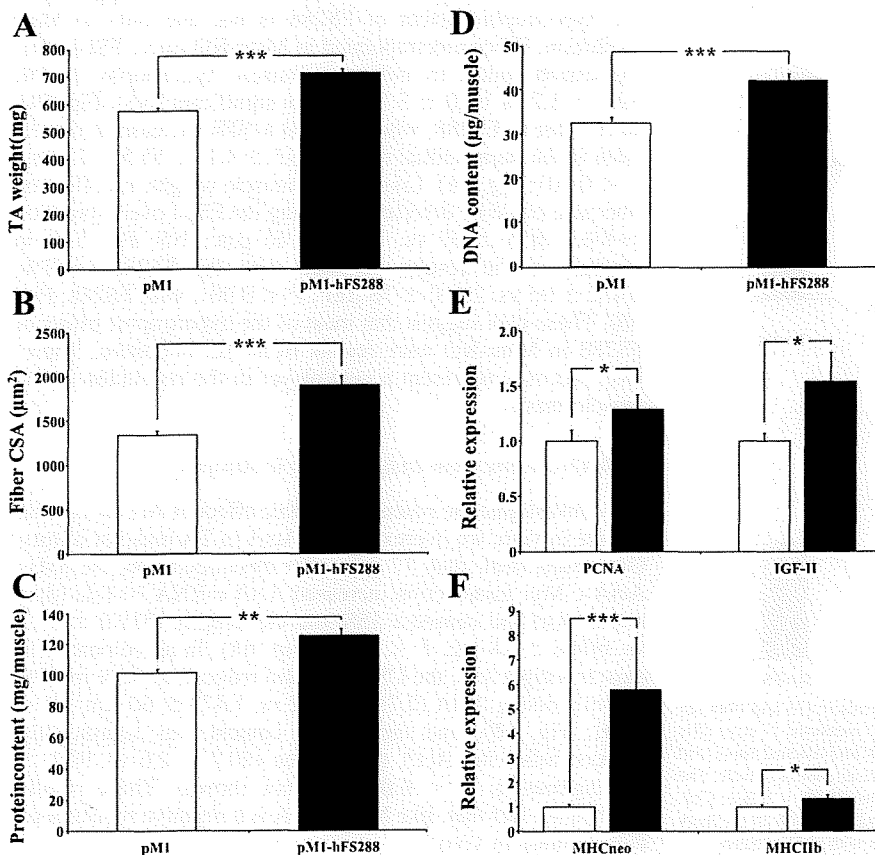 A
TA weight(mg)
800
700
600
500
400
300
200
100
0
***
pM1
pM1-hFS288
B
Fiber CSA (µm²)
2500
2000
1500
1000
500
0
***
pM1
pM1-hFS288
C
Proteincontent (mg/muscle)
140
120
100
80
60
40
20
0
**
pM1
pM1-hFS288
D
DNA content (µg/muscle)
50
40
30
20
10
0
***
pM1
pM1-hFS288
E
Relative expression
2.0
1.5
1.0
0.5
0
*
*
PCNA
IGF-II
F
Relative expression
9
8
7
6
5
4
3
2
1
0
***
*
MHCneo
MHCIIb